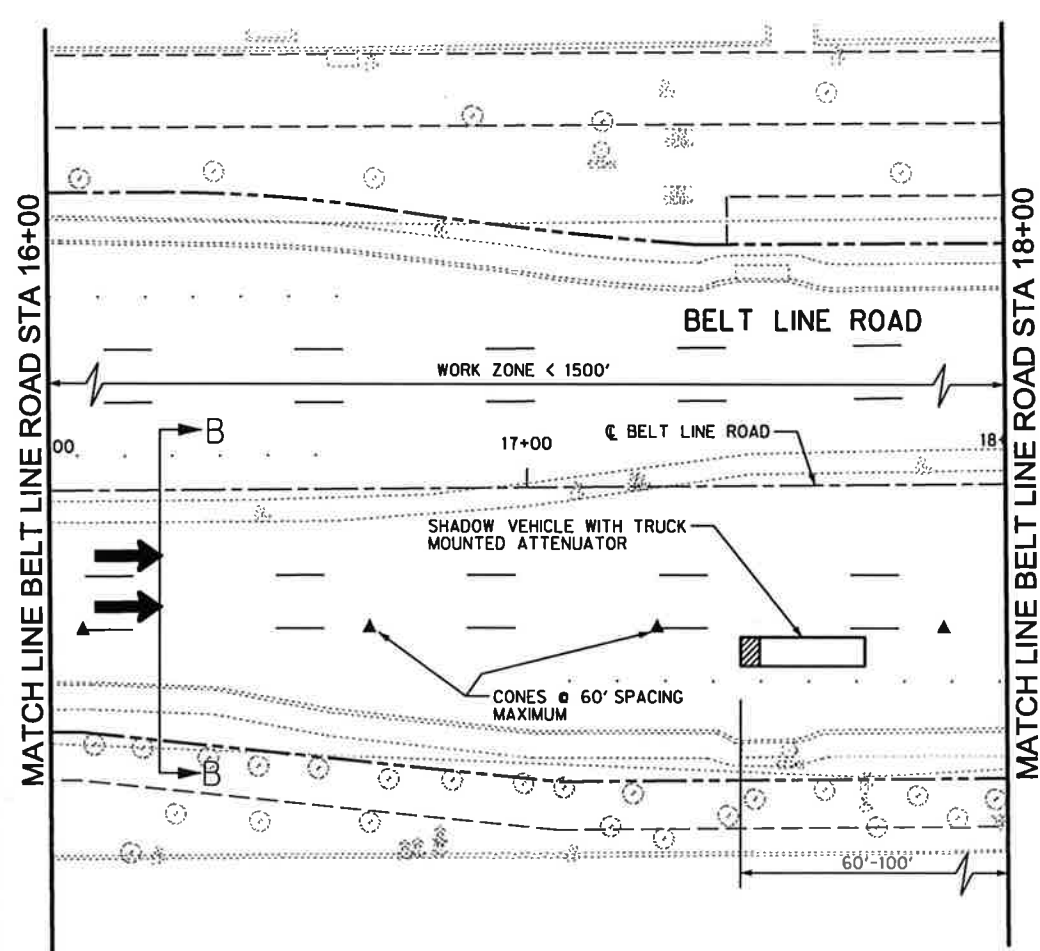 MATCH LINE BELT LINE ROAD STA 16+00
MATCH LINE BELT LINE ROAD STA 18+00
BELT LINE ROAD
WORK ZONE < 1500'
B
00
17+00
℄ BELT LINE ROAD
18+
SHADOW VEHICLE WITH TRUCK
MOUNTED ATTENUATOR
CONES @ 60' SPACING
MAXIMUM
B
60'-100'